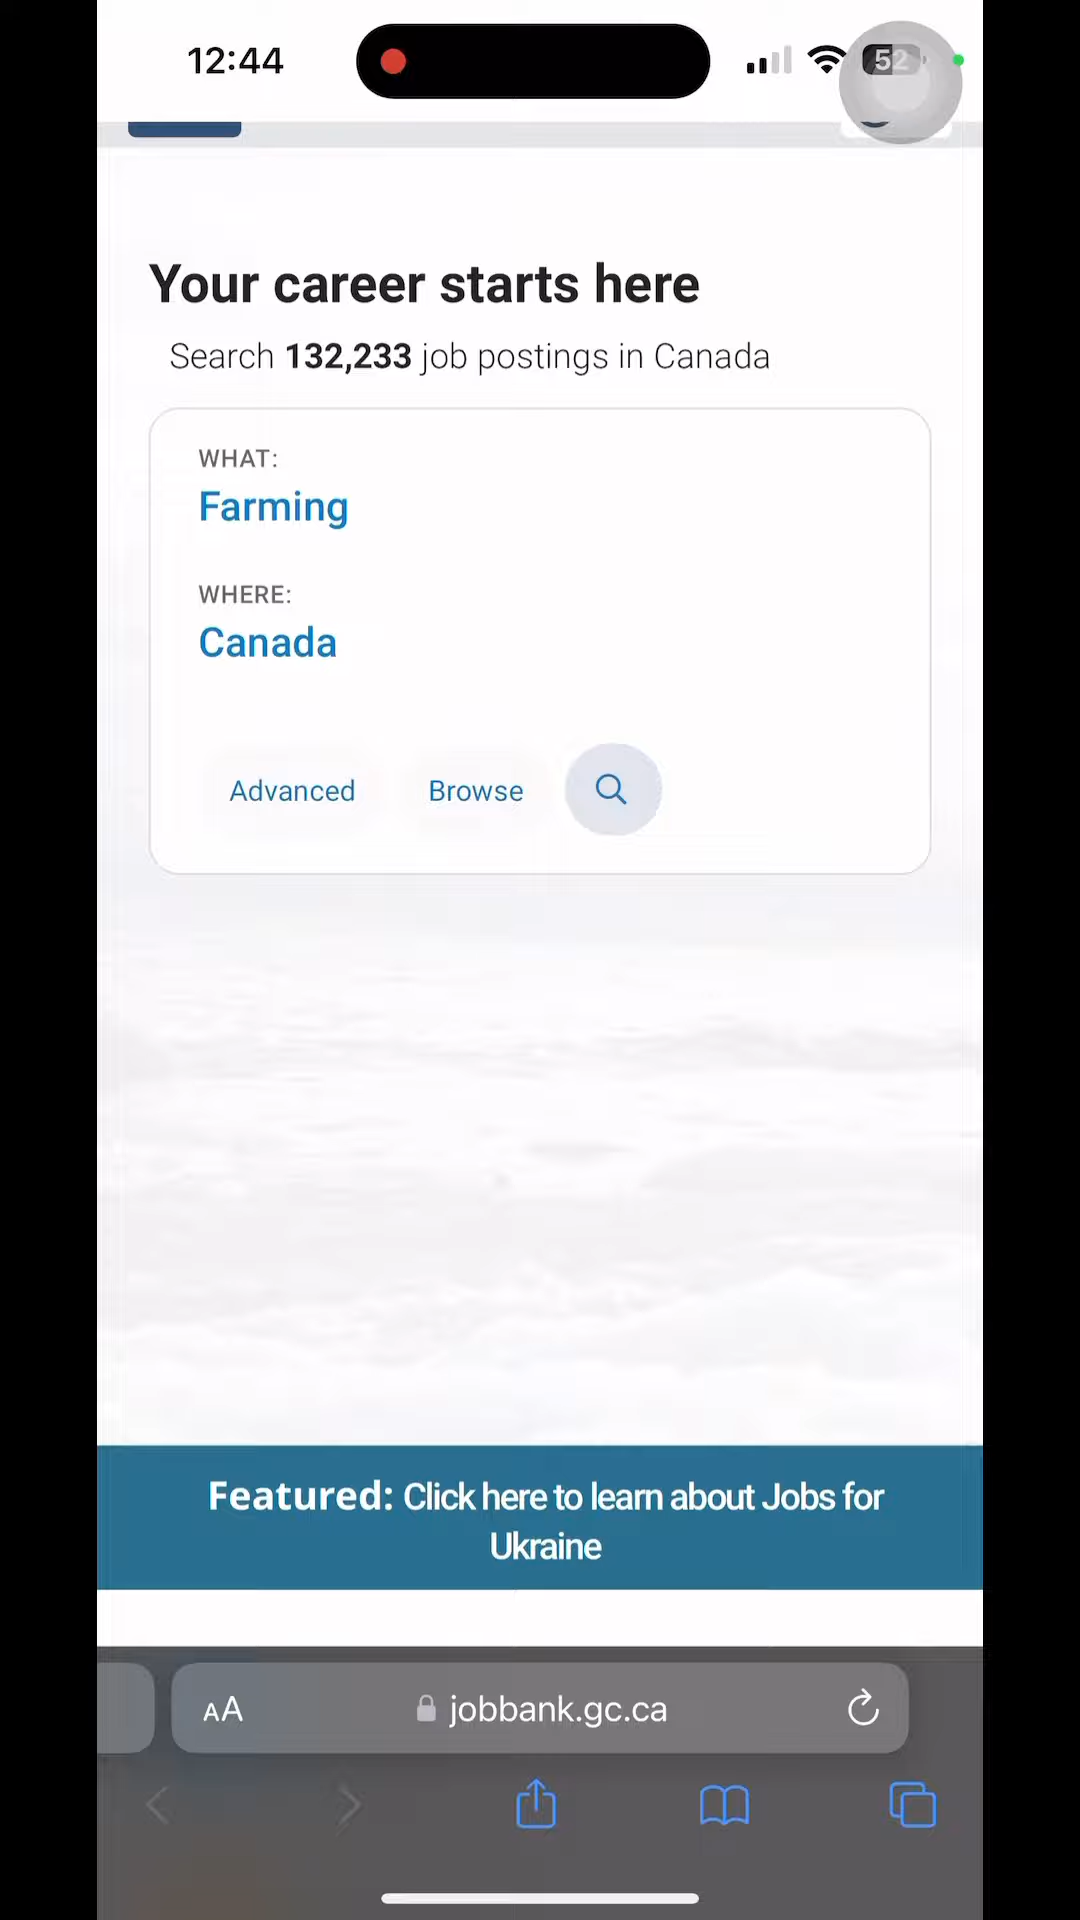 12:44
52
Your career starts here
Search 132,233 job postings in Canada
WHAT:
Farming
WHERE:
Canada
Advanced
Browse
Featured: Click here to learn about Jobs for
Ukraine
AA
jobbank.gc.ca